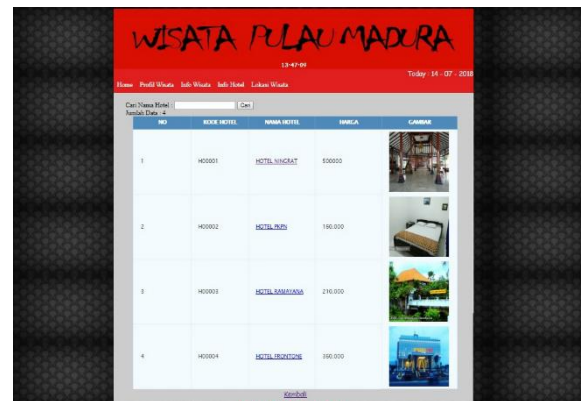 WISATA PULAU MADURA
13-47-09
Today : 14 - 07 - 2018
Home Profil Wisata Info Wisata Info Hotel Lokasi Wisata
Cari Nama Hotel : Cari
Jumlah Data : 4
NO KODE HOTEL NAMA HOTEL HARGA GAMBAR
1 H00001 HOTEL NINGRAT 500000
2 H00002 HOTEL PKPN 150.000
3 H00003 HOTEL RAMAYANA 210.000
4 H00004 HOTEL FRONTONE 360.000
Kembali